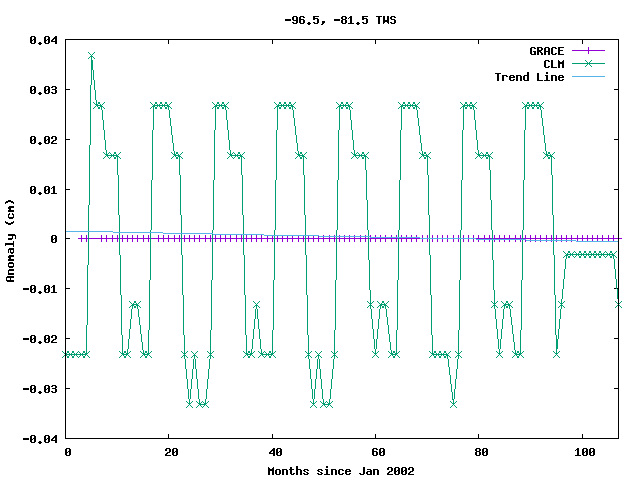 -96.5, -81.5 TWS
GRACE
CLM
Trend Line
0.04
0.03
0.02
0.01
0
-0.01
-0.02
-0.03
-0.04
Anomaly (cm)
0 20 40 60 80 100
Months since Jan 2002